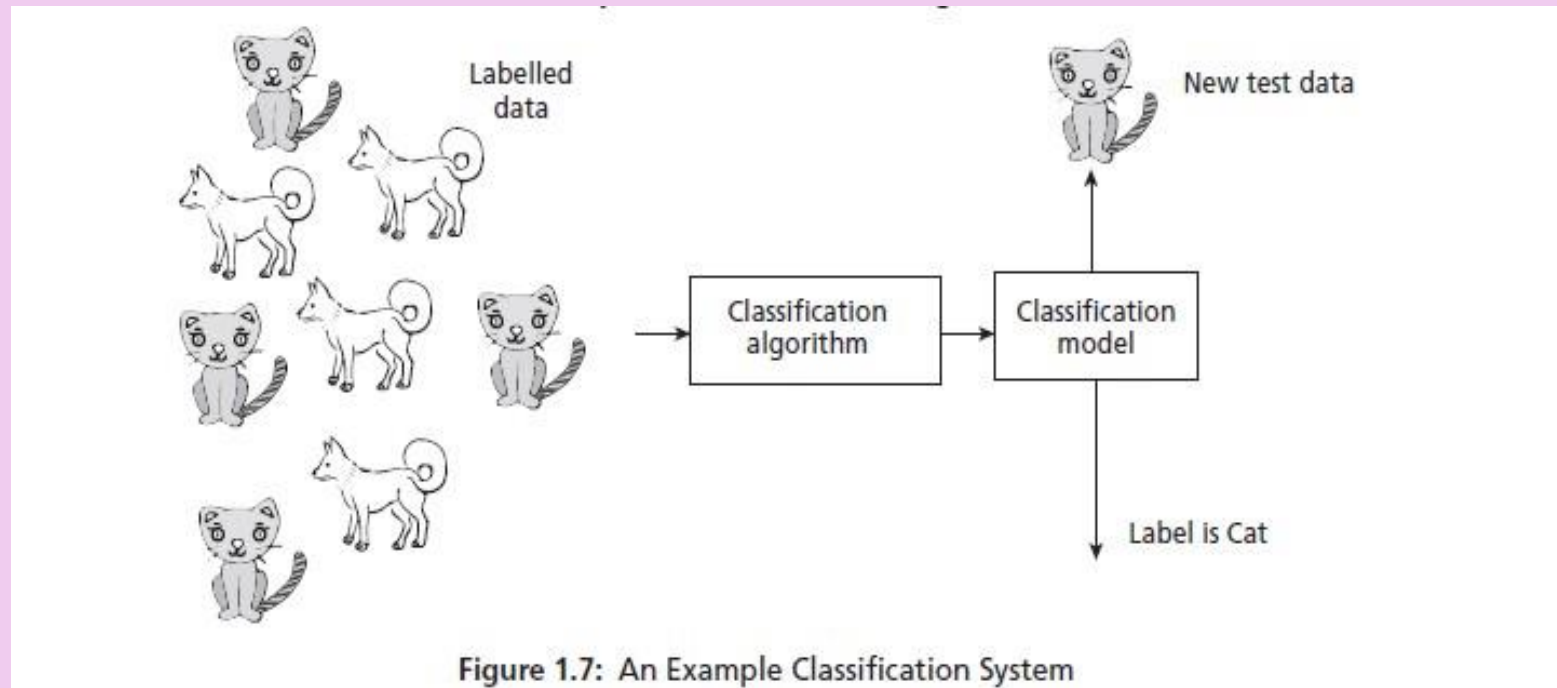 Labelled
data
New test data
Classification
algorithm
Classification
model
Label is Cat
Figure 1.7: An Example Classification System